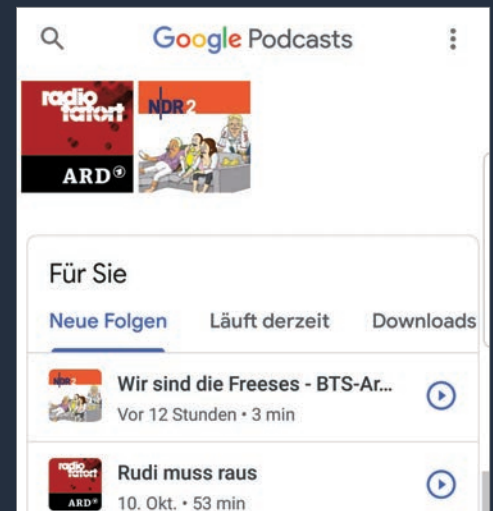 Google Podcasts
radio
tatort
ARD
NDR 2
Für Sie
Neue Folgen Läuft derzeit Downloads
NDR 2
Wir sind die Freeses - BTS-Ar...
Vor 12 Stunden • 3 min
radio
tatort
ARD
Rudi muss raus
10. Okt. • 53 min